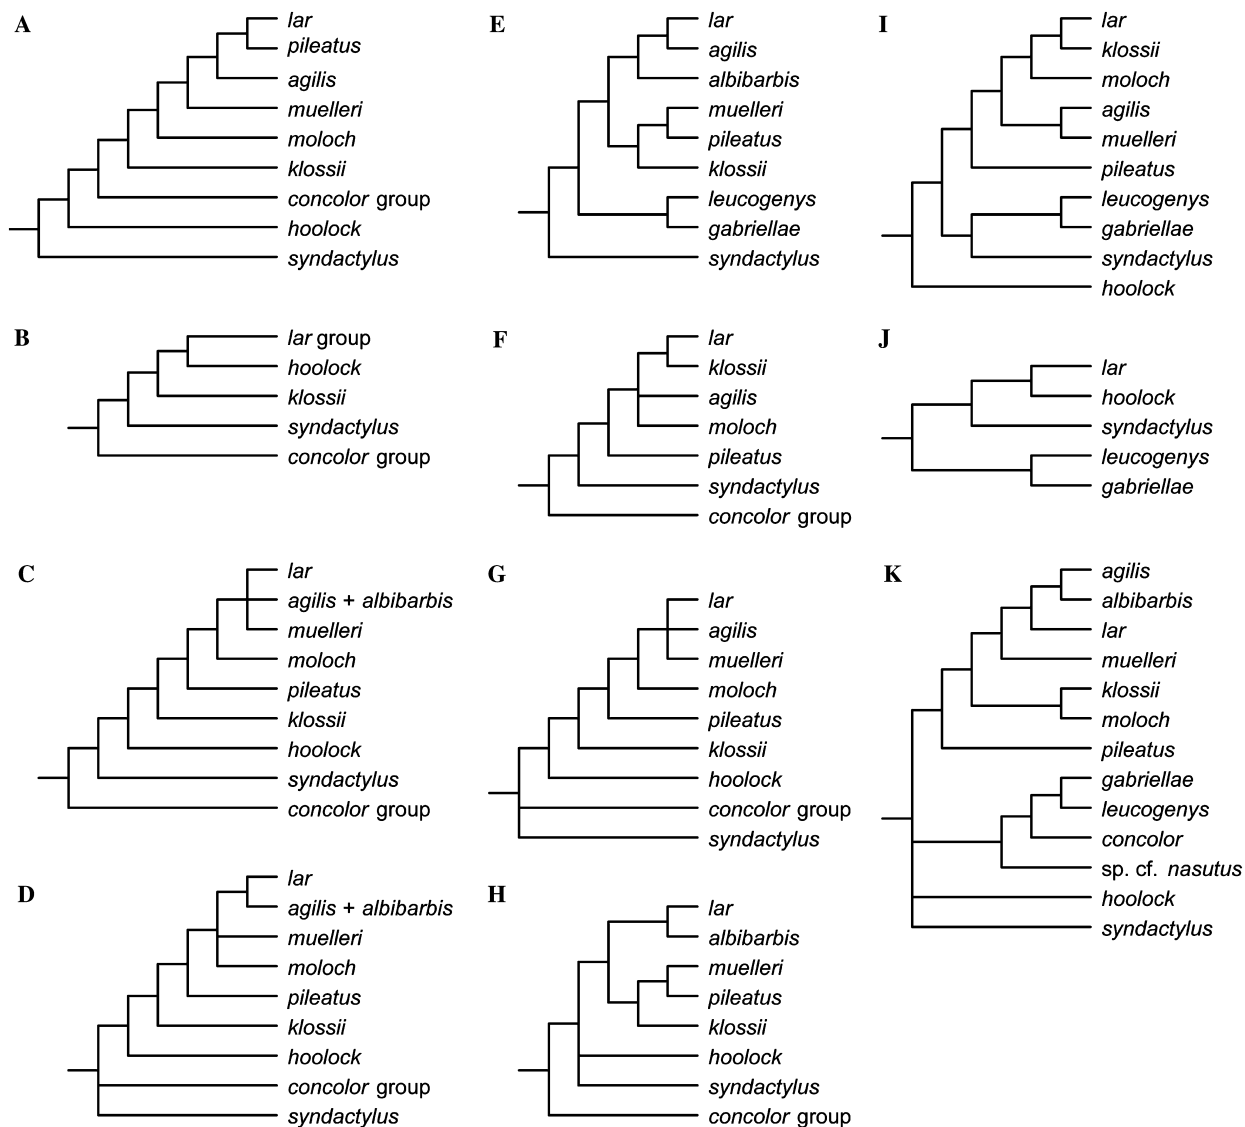 A
lar
pileatus
agilis
muelleri
moloch
klossii
concolor group
hoolock
syndactylus
B
lar group
hoolock
klossii
syndactylus
concolor group
C
lar
agilis + albibarbis
muelleri
moloch
pileatus
klossii
hoolock
syndactylus
concolor group
D
lar
agilis + albibarbis
muelleri
moloch
pileatus
klossii
hoolock
concolor group
syndactylus
E
lar
agilis
albibarbis
muelleri
pileatus
klossii
leucogenys
gabriellae
syndactylus
F
lar
klossii
agilis
moloch
pileatus
syndactylus
concolor group
G
lar
agilis
muelleri
moloch
pileatus
klossii
hoolock
concolor group
syndactylus
H
lar
albibarbis
muelleri
pileatus
klossii
hoolock
syndactylus
concolor group
I
lar
klossii
moloch
agilis
muelleri
pileatus
leucogenys
gabriellae
syndactylus
hoolock
J
lar
hoolock
syndactylus
leucogenys
gabriellae
K
agilis
albibarbis
lar
muelleri
klossii
moloch
pileatus
gabriellae
leucogenys
concolor
sp. cf. nasutus
hoolock
syndactylus